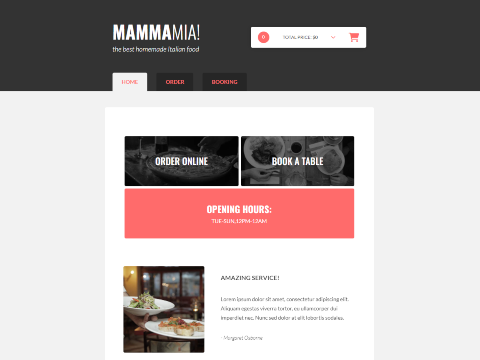 MAMMAMIA!
the best homemade Italian food
0 TOTAL PRICE: $0
HOME ORDER BOOKING
ORDER ONLINE BOOK A TABLE
OPENING HOURS:
TUE-SUN,12PM-12AM
AMAZING SERVICE!
Lorem ipsum dolor sit amet, consectetur adipiscing elit.
Aliquam egestas viverra tortor, eu ullamcorper dui
imperdiet nec. Nunc sed dolor at elit lobortis sodales.
- Margaret Osborne